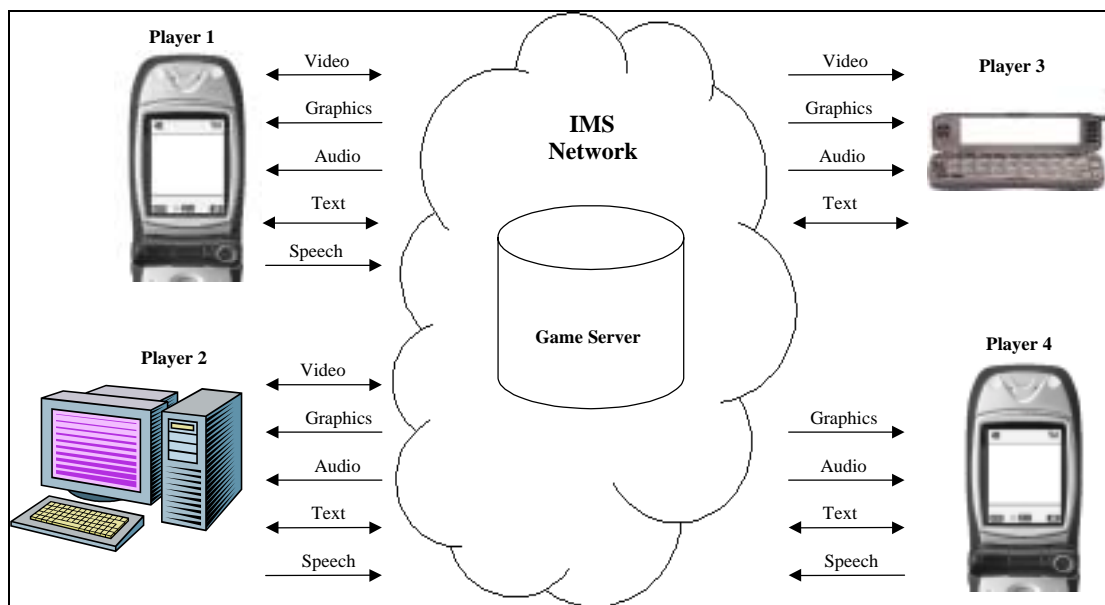 Player 1
Video
Graphics
Audio
Text
Speech
IMS
Network
Game Server
Video
Graphics
Audio
Text
Player 3
Player 2
Video
Graphics
Audio
Text
Speech
Player 4
Graphics
Audio
Text
Speech